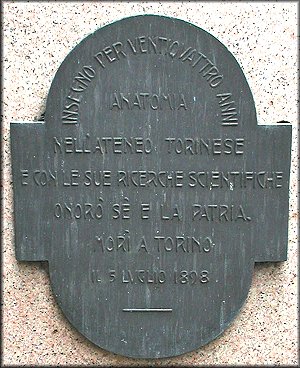 INSEGNÒ PER VENTIQVATTRO ANNI
ANATOMIA
NELL'ATENEO TORINESE
E CON LE SUE RICERCHE SCIENTIFICHE
ONORÒ SÈ E LA PATRIA.
MORÌ A TORINO
IL 5 LUGLIO 1898